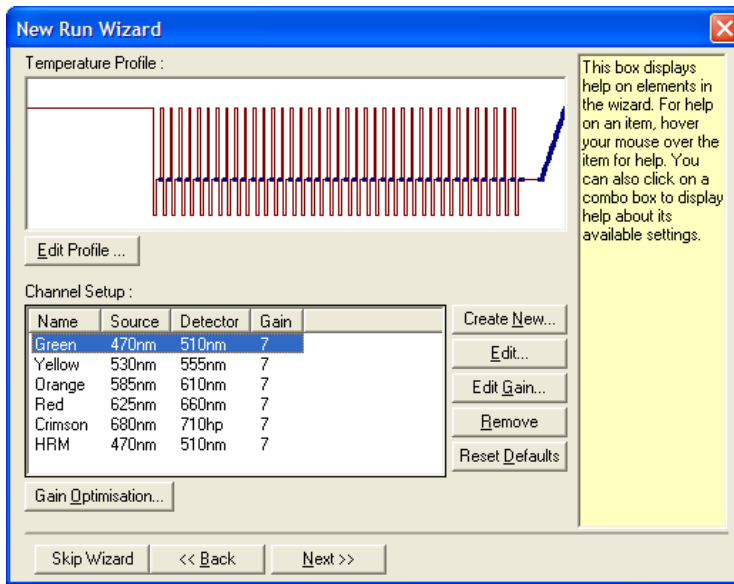 New Run Wizard
Temperature Profile :
This box displays
help on elements in
the wizard. For help
on an item, hover
your mouse over the
item for help. You
can also click on a
combo box to display
help about its
available settings.
Edit Profile ...
Channel Setup :
Name Source Detector Gain
Green 470nm 510nm 7
Yellow 530nm 555nm 7
Orange 585nm 610nm 7
Red 625nm 660nm 7
Crimson 680nm 710hp 7
HRM 470nm 510nm 7
Create New...
Edit...
Edit Gain...
Remove
Reset Defaults
Gain Optimisation...
Skip Wizard << Back Next >>